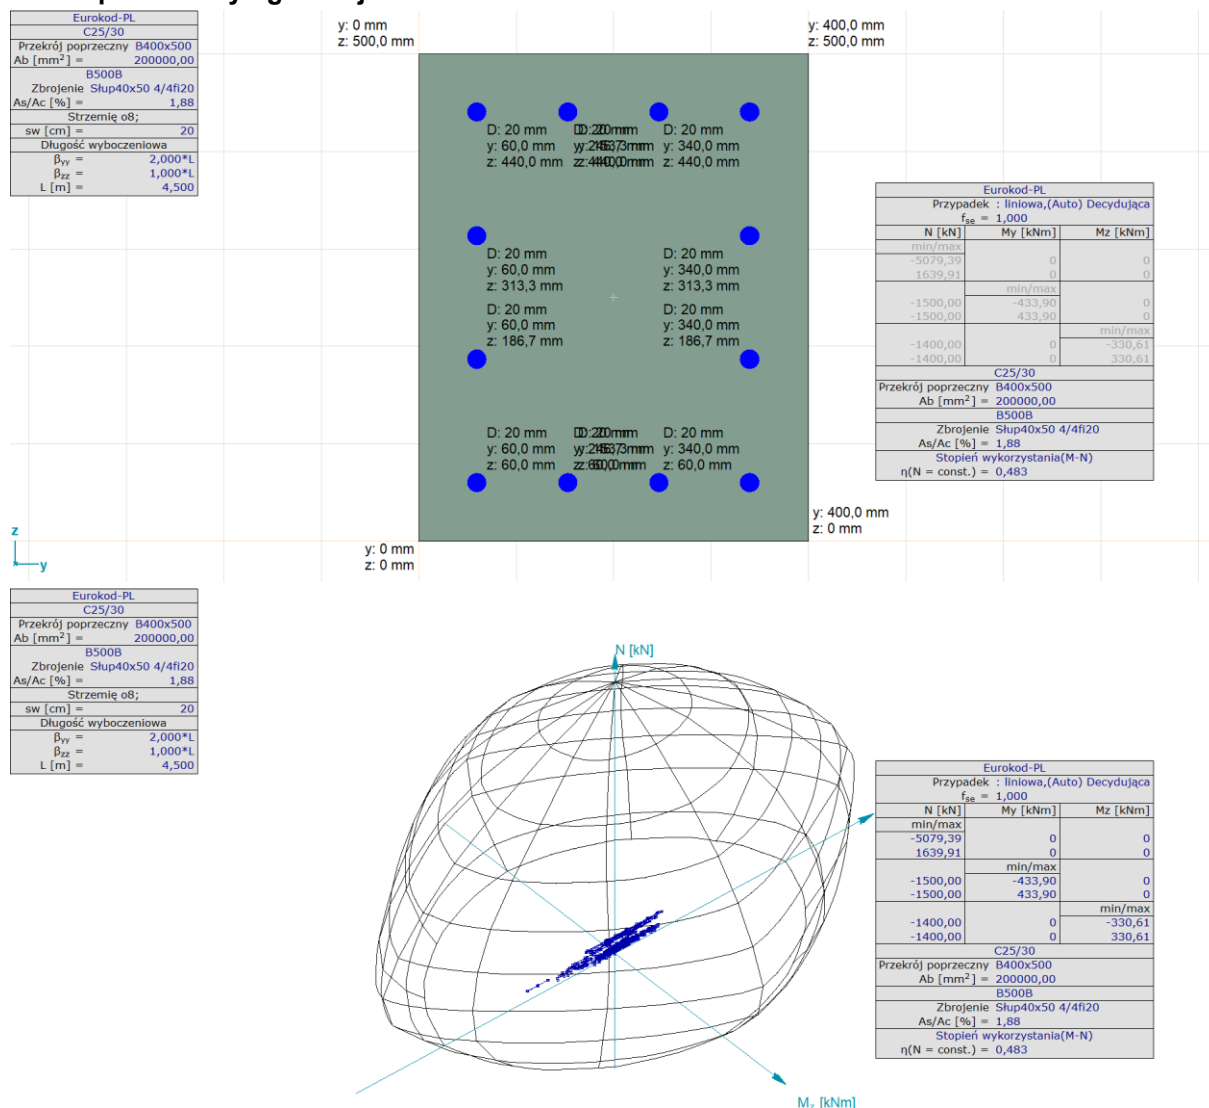 Eurokod-PL
C25/30
Przekrój poprzeczny B400x500
Ab [mm²] = 200000,00
B500B
Zbrojenie Słup40x50 4/4fi20
As/Ac [%] = 1,88
Strzemię o8;
sw [cm] = 20
Długość wyboczeniowa
βyy = 2,000*L
βzz = 1,000*L
L [m] = 4,500
y: 0 mm
z: 500,0 mm
y: 400,0 mm
z: 500,0 mm
D: 20 mm
y: 60,0 mm
z: 440,0 mm
D: 20 mm
y: 340,0 mm
z: 440,0 mm
D: 20 mm
y: 60,0 mm
z: 313,3 mm
D: 20 mm
y: 340,0 mm
z: 313,3 mm
D: 20 mm
y: 60,0 mm
z: 186,7 mm
D: 20 mm
y: 340,0 mm
z: 186,7 mm
D: 20 mm
y: 60,0 mm
z: 60,0 mm
D: 20 mm
y: 340,0 mm
z: 60,0 mm
y: 400,0 mm
z: 0 mm
y: 0 mm
z: 0 mm
z
y
Eurokod-PL
Przypadek : liniowa,(Auto) Decydująca
fse = 1,000
N [kN] My [kNm] Mz [kNm]
min/max
-5079,39 0 0
1639,91 0 0
min/max
-1500,00 -433,90 0
-1500,00 433,90 0
min/max
-1400,00 0 -330,61
-1400,00 0 330,61
C25/30
Przekrój poprzeczny B400x500
Ab [mm²] = 200000,00
B500B
Zbrojenie Słup40x50 4/4fi20
As/Ac [%] = 1,88
Stopień wykorzystania(M-N)
η(N = const.) = 0,483
Eurokod-PL
C25/30
Przekrój poprzeczny B400x500
Ab [mm²] = 200000,00
B500B
Zbrojenie Słup40x50 4/4fi20
As/Ac [%] = 1,88
Strzemię o8;
sw [cm] = 20
Długość wyboczeniowa
βyy = 2,000*L
βzz = 1,000*L
L [m] = 4,500
N [kN]
Mz [kNm]
Eurokod-PL
Przypadek : liniowa,(Auto) Decydująca
fse = 1,000
N [kN] My [kNm] Mz [kNm]
min/max
-5079,39 0 0
1639,91 0 0
min/max
-1500,00 -433,90 0
-1500,00 433,90 0
min/max
-1400,00 0 -330,61
-1400,00 0 330,61
C25/30
Przekrój poprzeczny B400x500
Ab [mm²] = 200000,00
B500B
Zbrojenie Słup40x50 4/4fi20
As/Ac [%] = 1,88
Stopień wykorzystania(M-N)
η(N = const.) = 0,483